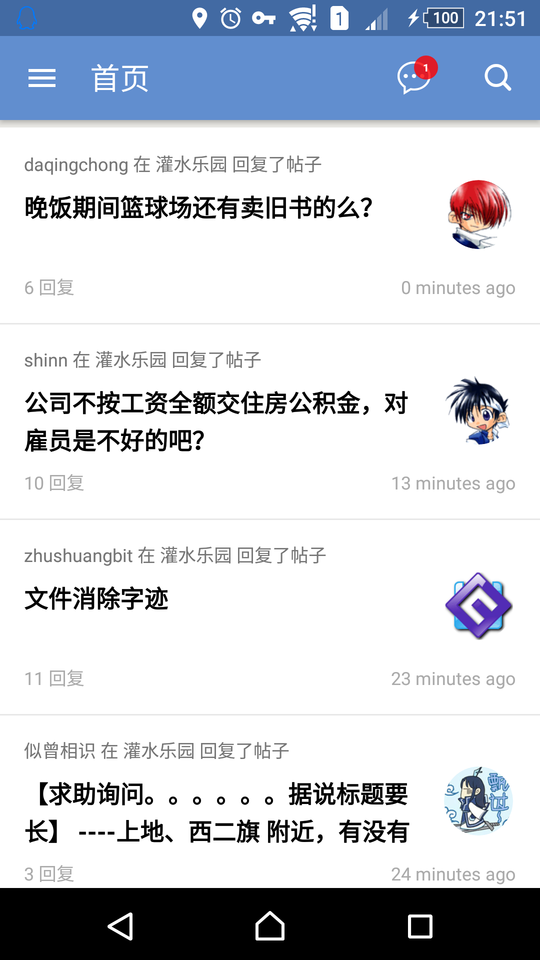 1
100
21:51
首页
1
daqingchong 在 灌水乐园 回复了帖子
晚饭期间篮球场还有卖旧书的么？
6 回复
0 minutes ago
shinn 在 灌水乐园 回复了帖子
公司不按工资全额交住房公积金，对
雇员是不好的吧？
10 回复
13 minutes ago
zhushuangbit 在 灌水乐园 回复了帖子
文件消除字迹
11 回复
23 minutes ago
似曾相识 在 灌水乐园 回复了帖子
【求助询问。。。。。。据说标题要
飘过
长】 ----上地、西二旗 附近，有没有
3 回复
24 minutes ago